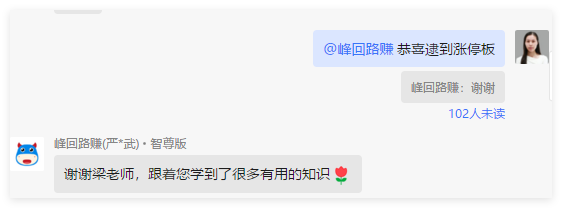 @峰回路赚 恭喜逮到涨停板
峰回路赚：谢谢
102人未读
峰回路赚(严*武)・智尊版
谢谢梁老师，跟着您学到了很多有用的知识🌹